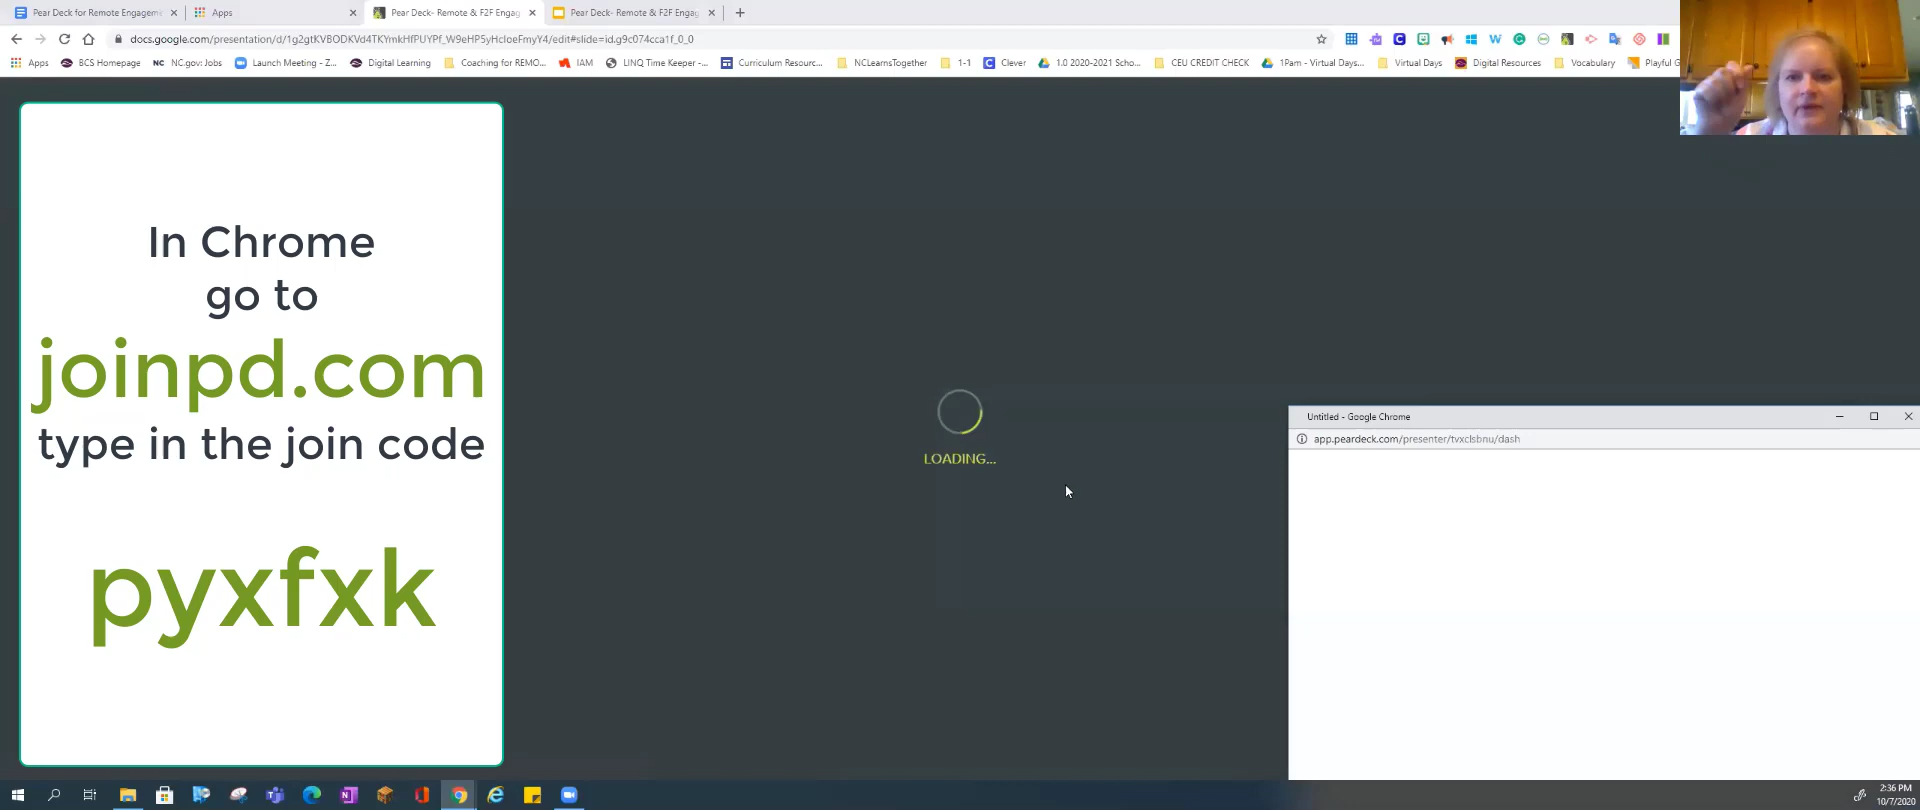 Pear Deck for Remote Engageme
Apps
Pear Deck- Remote & F2F Engag
Pear Deck- Remote & F2F Engag
docs.google.com/presentation/d/1g2gtKVBODKVd4TKYmkHfPUYPf_W9eHP5yHcIoeFmyY4/edit#slide=id.g9c074cca1f_0_0
Apps
BCS Homepage
NC NC.gov: Jobs
Launch Meeting - Z...
Digital Learning
Coaching for REMO...
IAM
LINQ Time Keeper -...
Curriculum Resourc...
NCLearnsTogether
1-1
Clever
1.0 2020-2021 Scho...
CEU CREDIT CHECK
1Pam - Virtual Days...
Virtual Days
Digital Resources
Vocabulary
Playful G
In Chrome
go to
joinpd.com
type in the join code
pyxfxk
LOADING...
Untitled - Google Chrome
app.peardeck.com/presenter/tvxclsbnu/dash
2:36 PM
10/7/2020